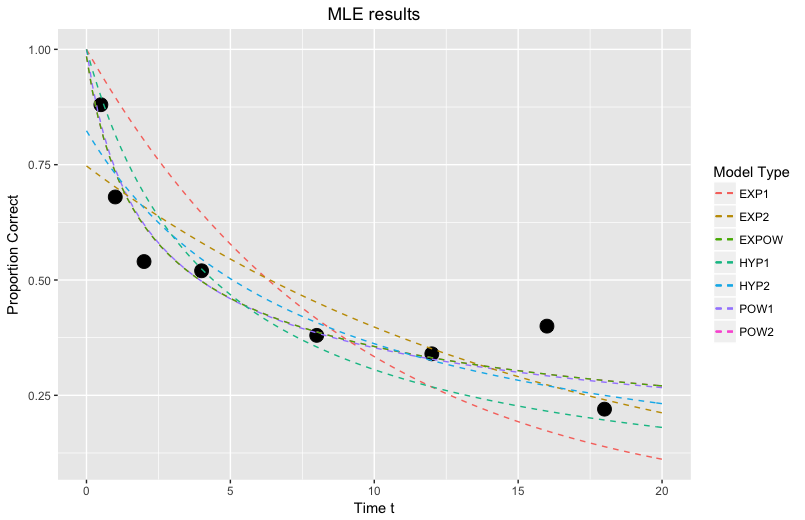 MLE results
1.00
0.75
0.50
0.25
Proportion Correct
0 5 10 15 20
Time t
Model Type
EXP1
EXP2
EXPOW
HYP1
HYP2
POW1
POW2